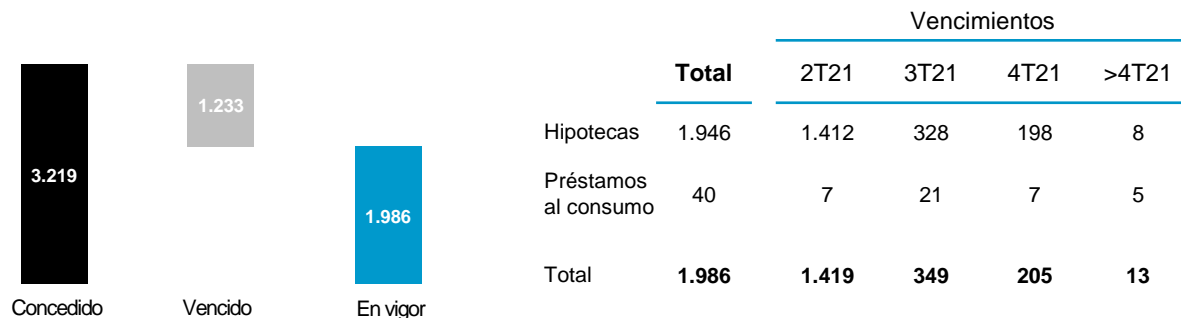 3.219
1.233
1.986
Concedido Vencido En vigor
Vencimientos
Total 2T21 3T21 4T21 >4T21
Hipotecas 1.946 1.412 328 198 8
Préstamos
al consumo 40 7 21 7 5
Total 1.986 1.419 349 205 13